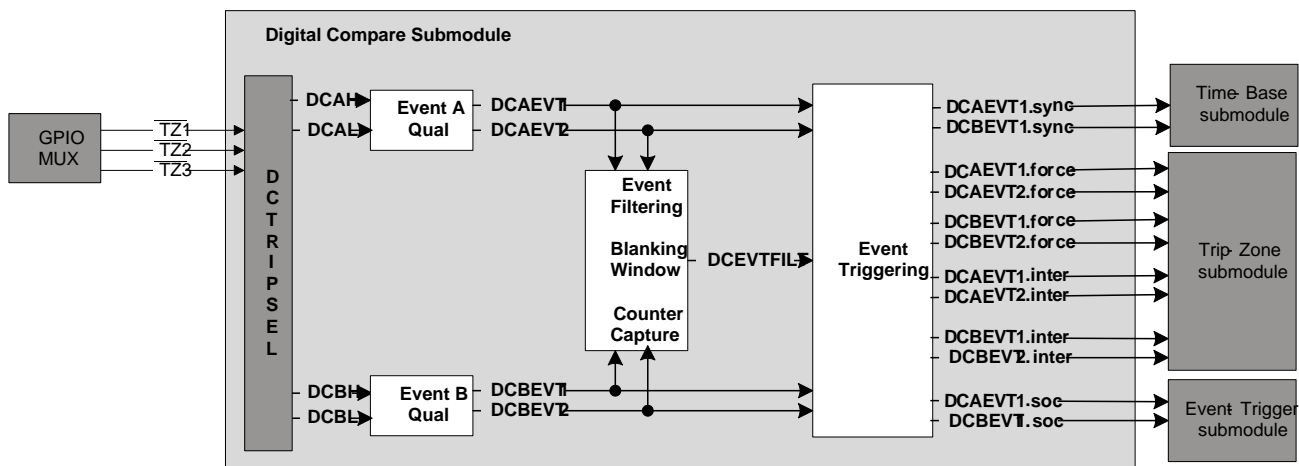 Digital Compare Submodule
GPIO
MUX
TZ1
TZ2
TZ3
D
C
T
R
I
P
S
E
L
DCAH
DCAL
DCBH
DCBL
Event A
Qual
Event B
Qual
DCAEVT1
DCAEVT2
DCBEVT1
DCBEVT2
Event
Filtering
Blanking
Window
Counter
Capture
DCEVTFILT
Event
Triggering
DCAEVT1.sync
DCBEVT1.sync
DCAEVT1.force
DCAEVT2.force
DCBEVT1.force
DCBEVT2.force
DCAEVT1.inter
DCAEVT2.inter
DCBEVT1.inter
DCBEVT2.inter
DCAEVT1.soc
DCBEVT1.soc
Time-Base
submodule
Trip-Zone
submodule
Event-Trigger
submodule